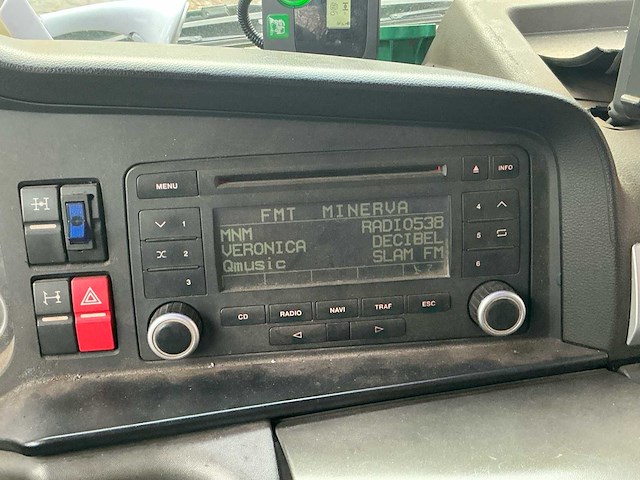 MENU
INFO
1
2
3
4
5
6
FMT MINERVA
MNM RADIO538
VERONICA DECIBEL
Qmusic SLAM FM
CD RADIO NAVI TRAF ESC